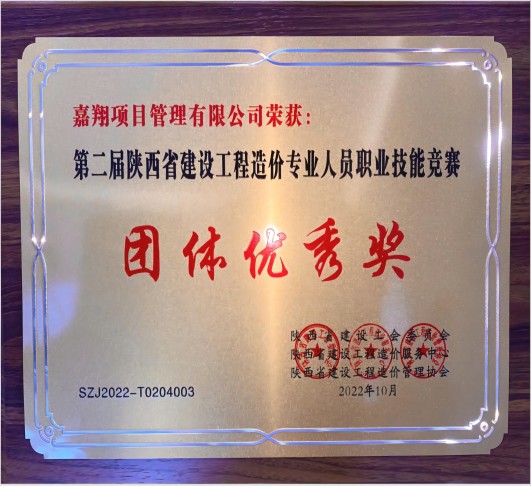 嘉翔项目管理有限公司荣获：
第二届陕西省建设工程造价专业人员职业技能竞赛
团体优秀奖
陕西省建设工会委员会
陕西省建设工程造价服务中心
陕西省建设工程造价管理协会
SZJ2022-T0204003
2022年10月